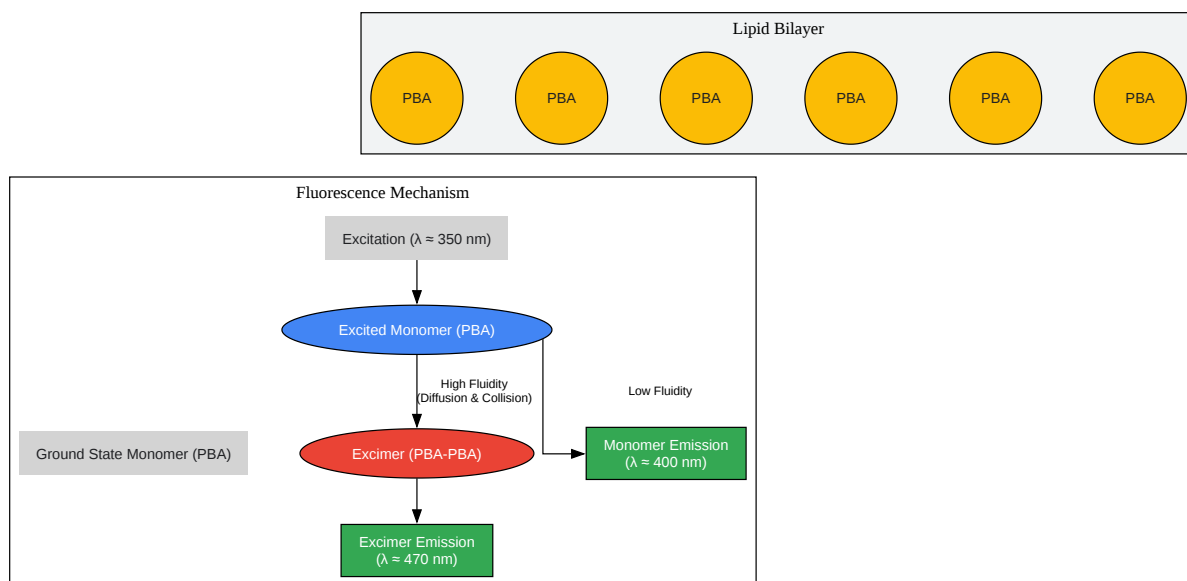 Lipid Bilayer
PBA
PBA
PBA
PBA
PBA
PBA
Fluorescence Mechanism
Excitation (λ ≈ 350 nm)
Excited Monomer (PBA)
High Fluidity
(Diffusion & Collision)
Low Fluidity
Ground State Monomer (PBA)
Excimer (PBA-PBA)
Monomer Emission
(λ ≈ 400 nm)
Excimer Emission
(λ ≈ 470 nm)